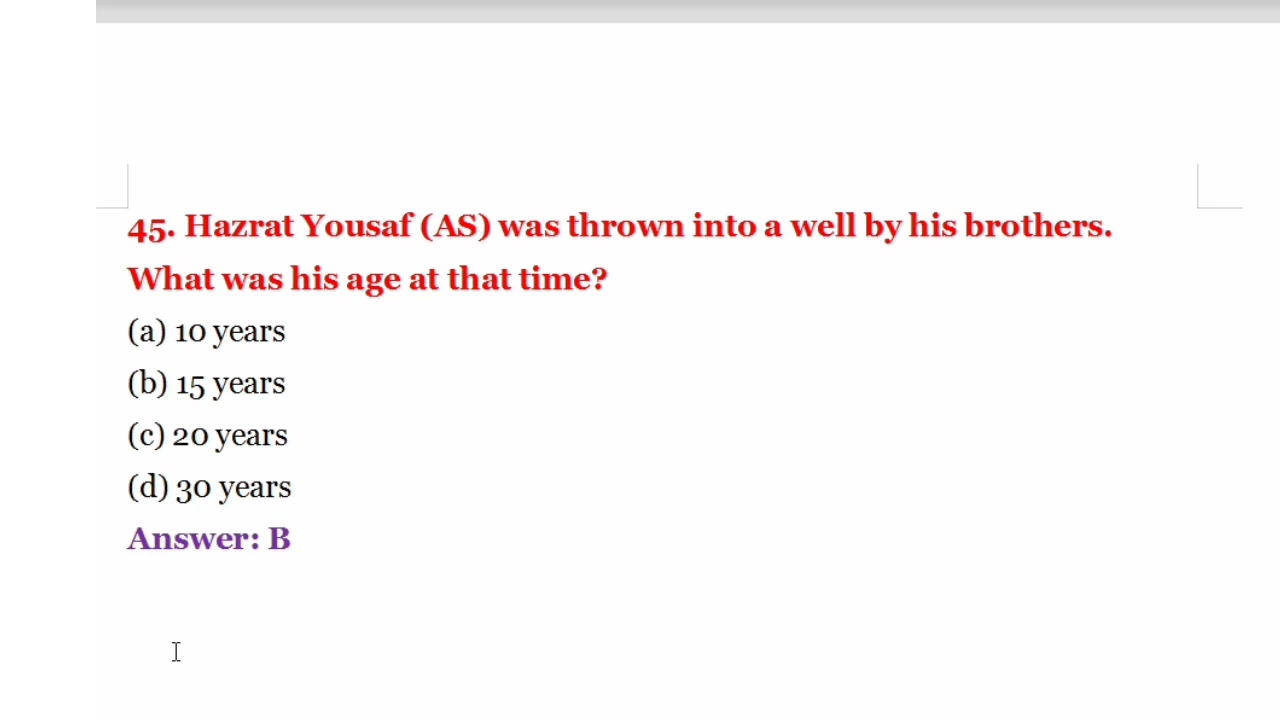 45. Hazrat Yousaf (AS) was thrown into a well by his brothers.
What was his age at that time?
(a) 10 years
(b) 15 years
(c) 20 years
(d) 30 years
Answer: B